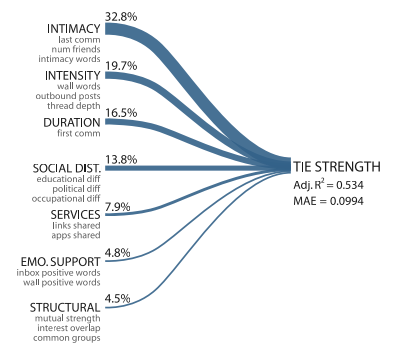 32.8%
INTIMACY
last comm
num friends
intimacy words
19.7%
INTENSITY
wall words
outbound posts
thread depth
16.5%
DURATION
first comm
13.8%
SOCIAL DIST.
educational diff
political diff
occupational diff
7.9%
SERVICES
links shared
apps shared
4.8%
EMO. SUPPORT
inbox positive words
wall positive words
4.5%
STRUCTURAL
mutual strength
interest overlap
common groups
TIE STRENGTH
Adj. R² = 0.534
MAE = 0.0994